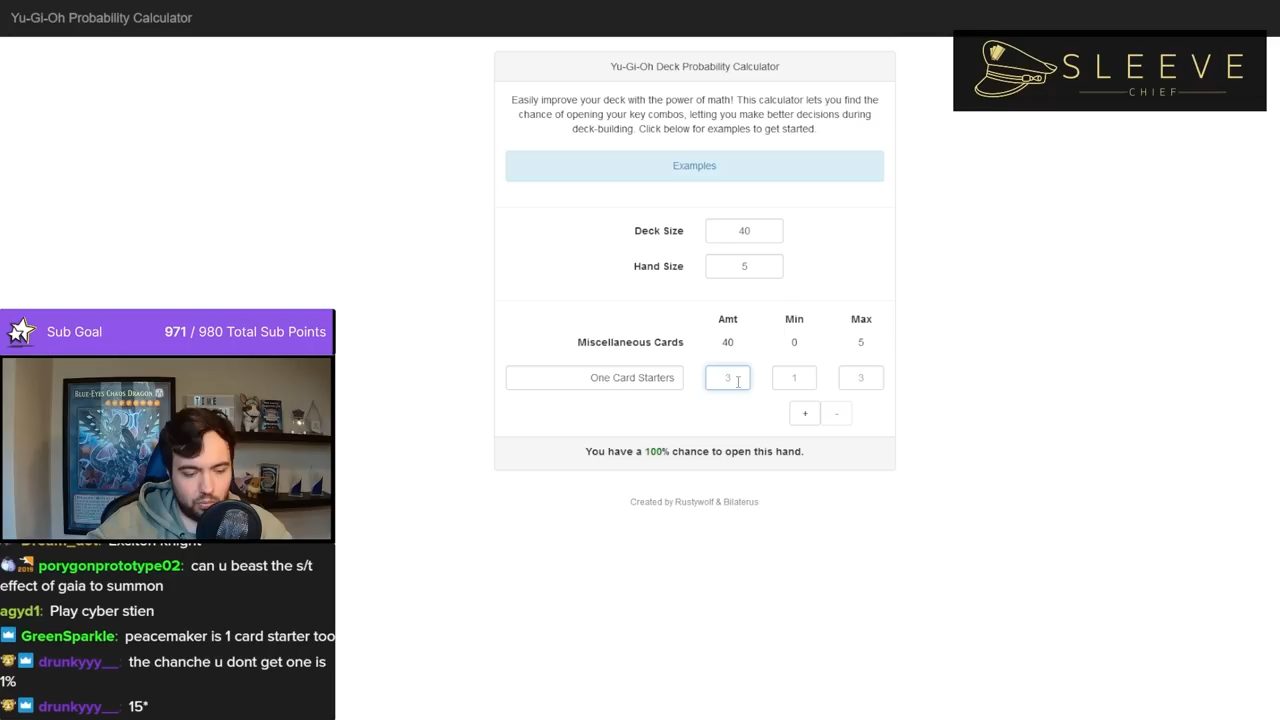 Yu-Gi-Oh Probability Calculator
SLEEVE
CHIEF
Yu-Gi-Oh Deck Probability Calculator
Easily improve your deck with the power of math! This calculator lets you find the
chance of opening your key combos, letting you make better decisions during
deck-building. Click below for examples to get started.
Examples
Deck Size 40
Hand Size 5
Amt Min Max
Miscellaneous Cards 40 0 5
One Card Starters 3 1 3
+ -
You have a 100% chance to open this hand.
Created by Rustywolf & Bilaterus
Sub Goal 971 / 980 Total Sub Points
BLUE-EYES CHAOS DRAGON
TIME
porygonprototype02: can u beast the s/t
effect of gaia to summon
agyd1: Play cyber stien
GreenSparkle: peacemaker is 1 card starter too
drunkyyy__: the chanche u dont get one is
1%
drunkyyy__: 15*